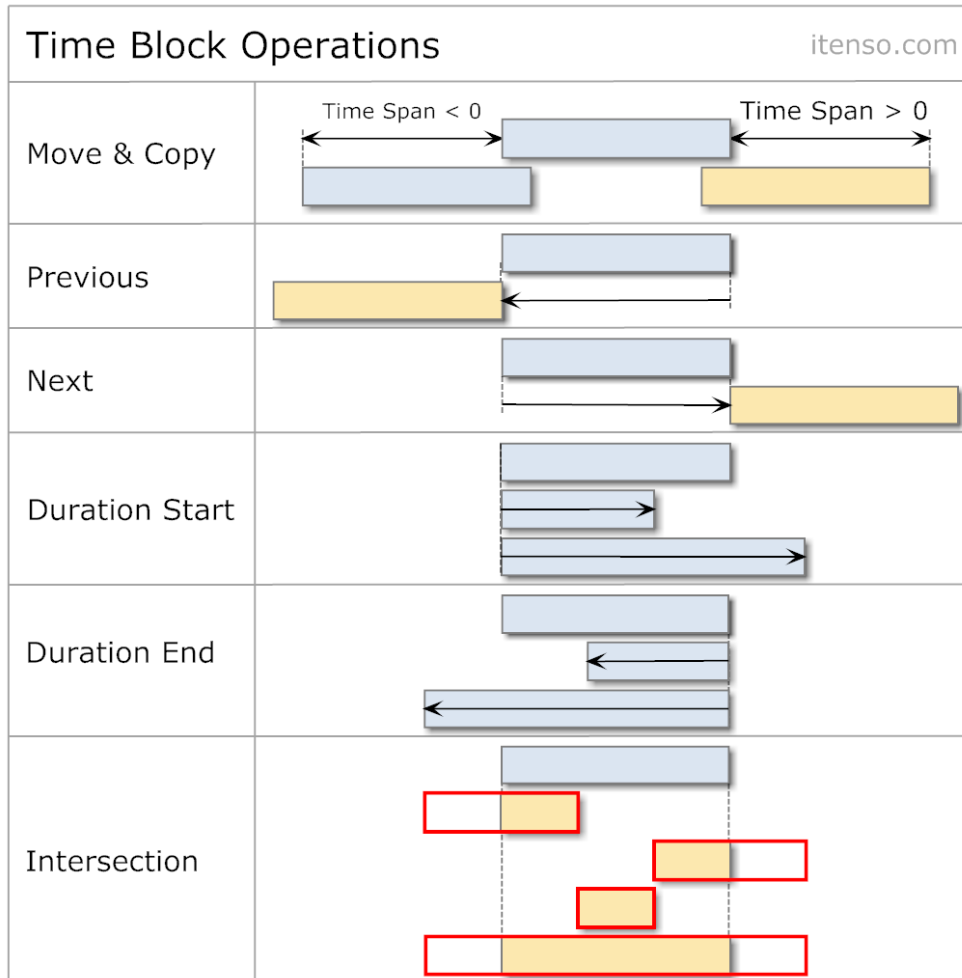 Time Block Operations
itenso.com
Move & Copy
Time Span < 0
Time Span > 0
Previous
Next
Duration Start
Duration End
Intersection